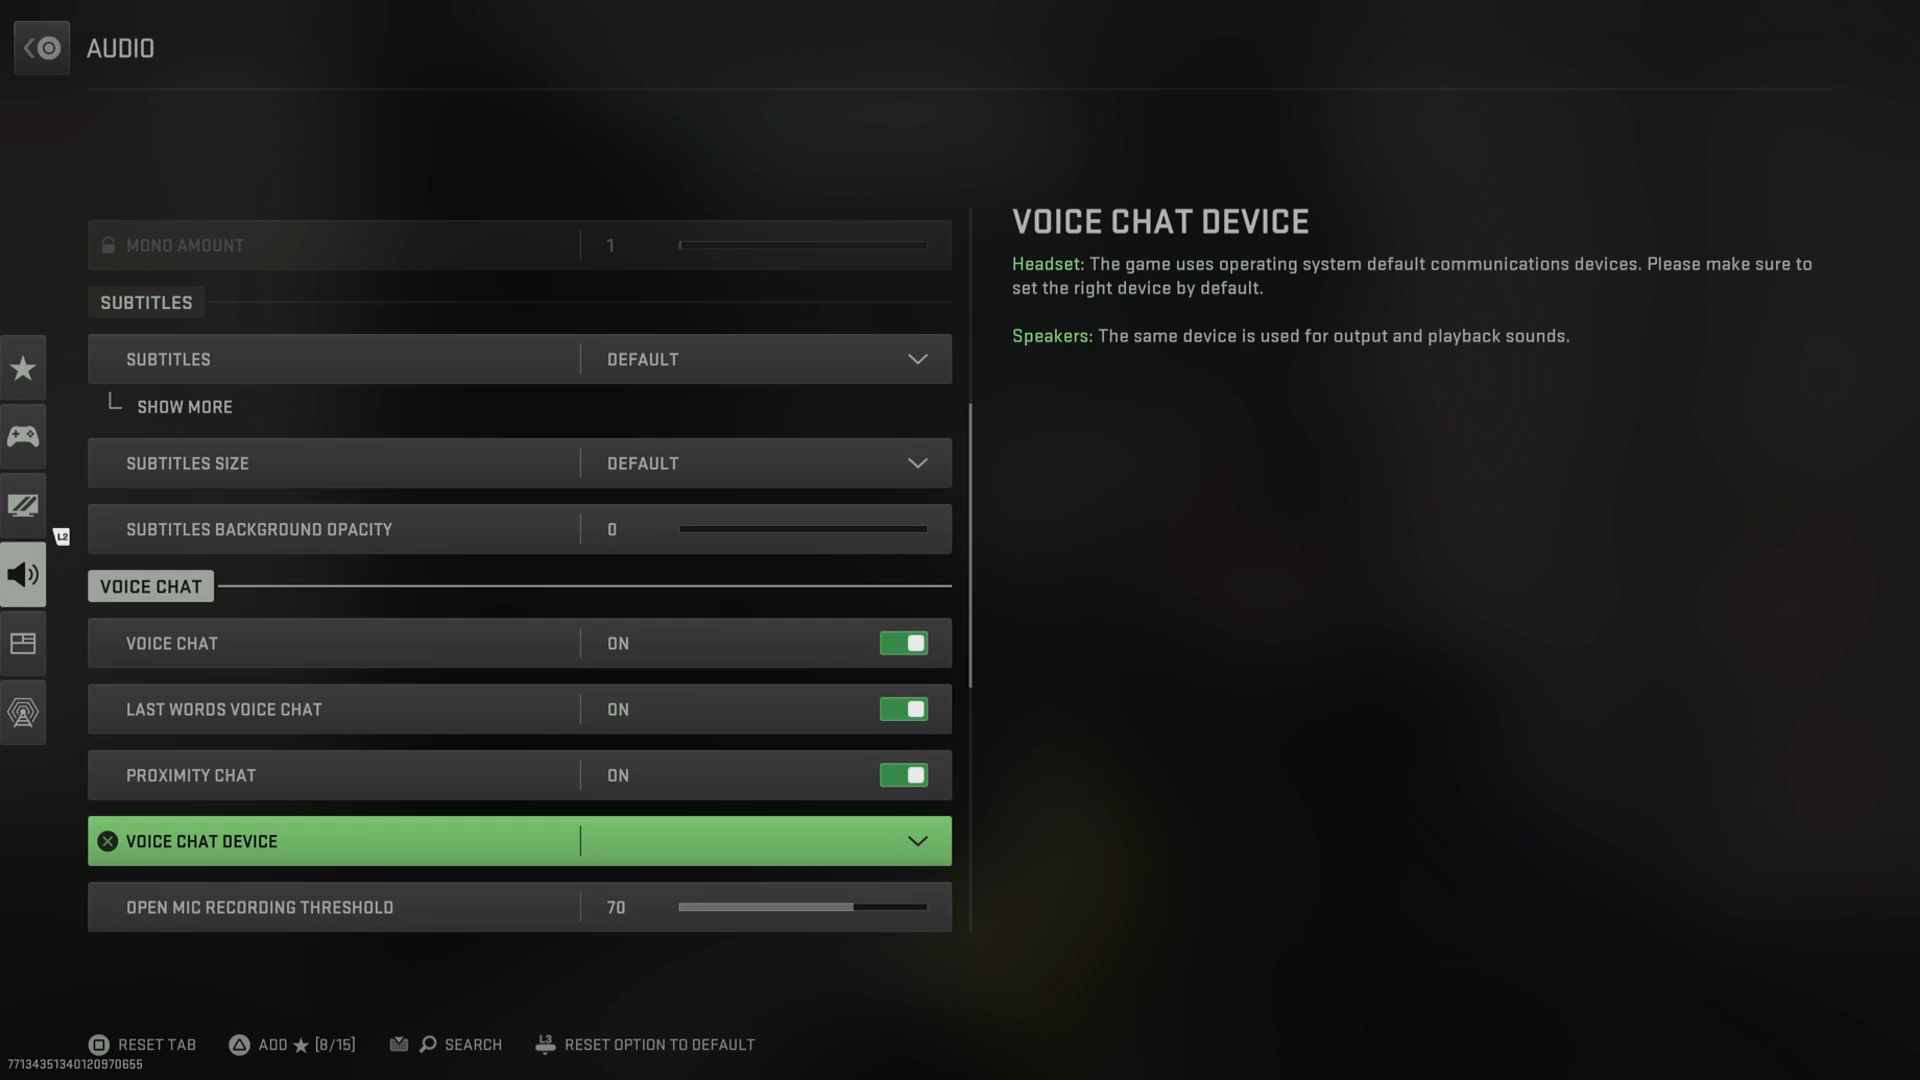 AUDIO
MONO AMOUNT 1
SUBTITLES
SUBTITLES DEFAULT
SHOW MORE
SUBTITLES SIZE DEFAULT
SUBTITLES BACKGROUND OPACITY 0
L2
VOICE CHAT
VOICE CHAT ON
LAST WORDS VOICE CHAT ON
PROXIMITY CHAT ON
VOICE CHAT DEVICE
OPEN MIC RECORDING THRESHOLD 70
VOICE CHAT DEVICE
Headset: The game uses operating system default communications devices. Please make sure to
set the right device by default.
Speakers: The same device is used for output and playback sounds.
RESET TAB ADD [8/15] SEARCH L3 RESET OPTION TO DEFAULT
77134351340120970655